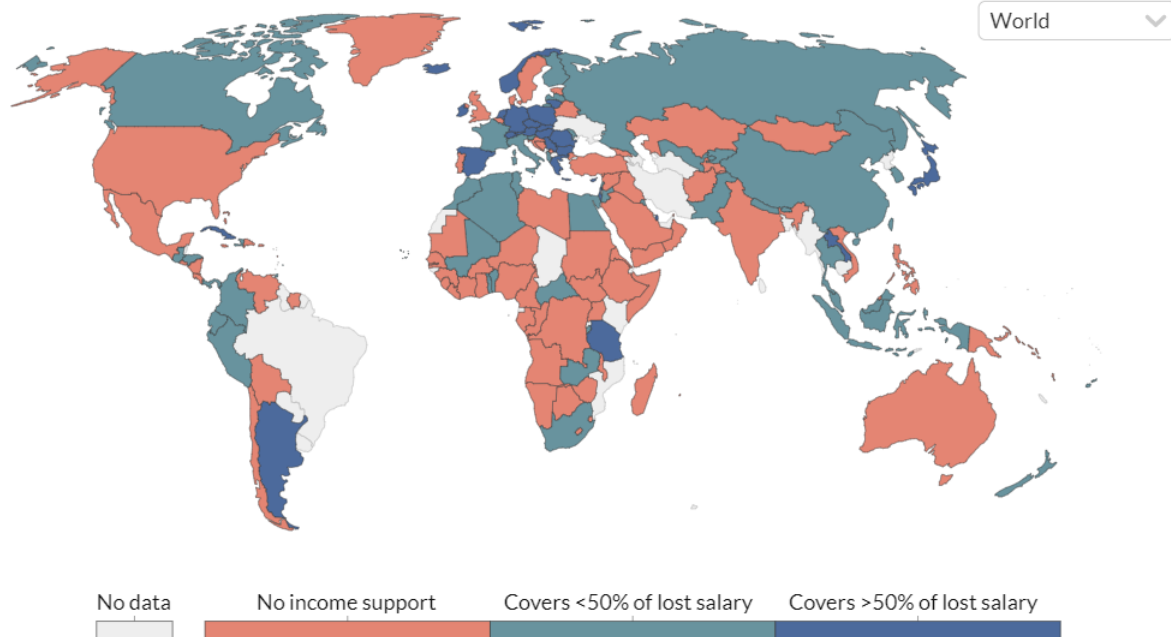 World
No data
No income support
Covers <50% of lost salary
Covers >50% of lost salary